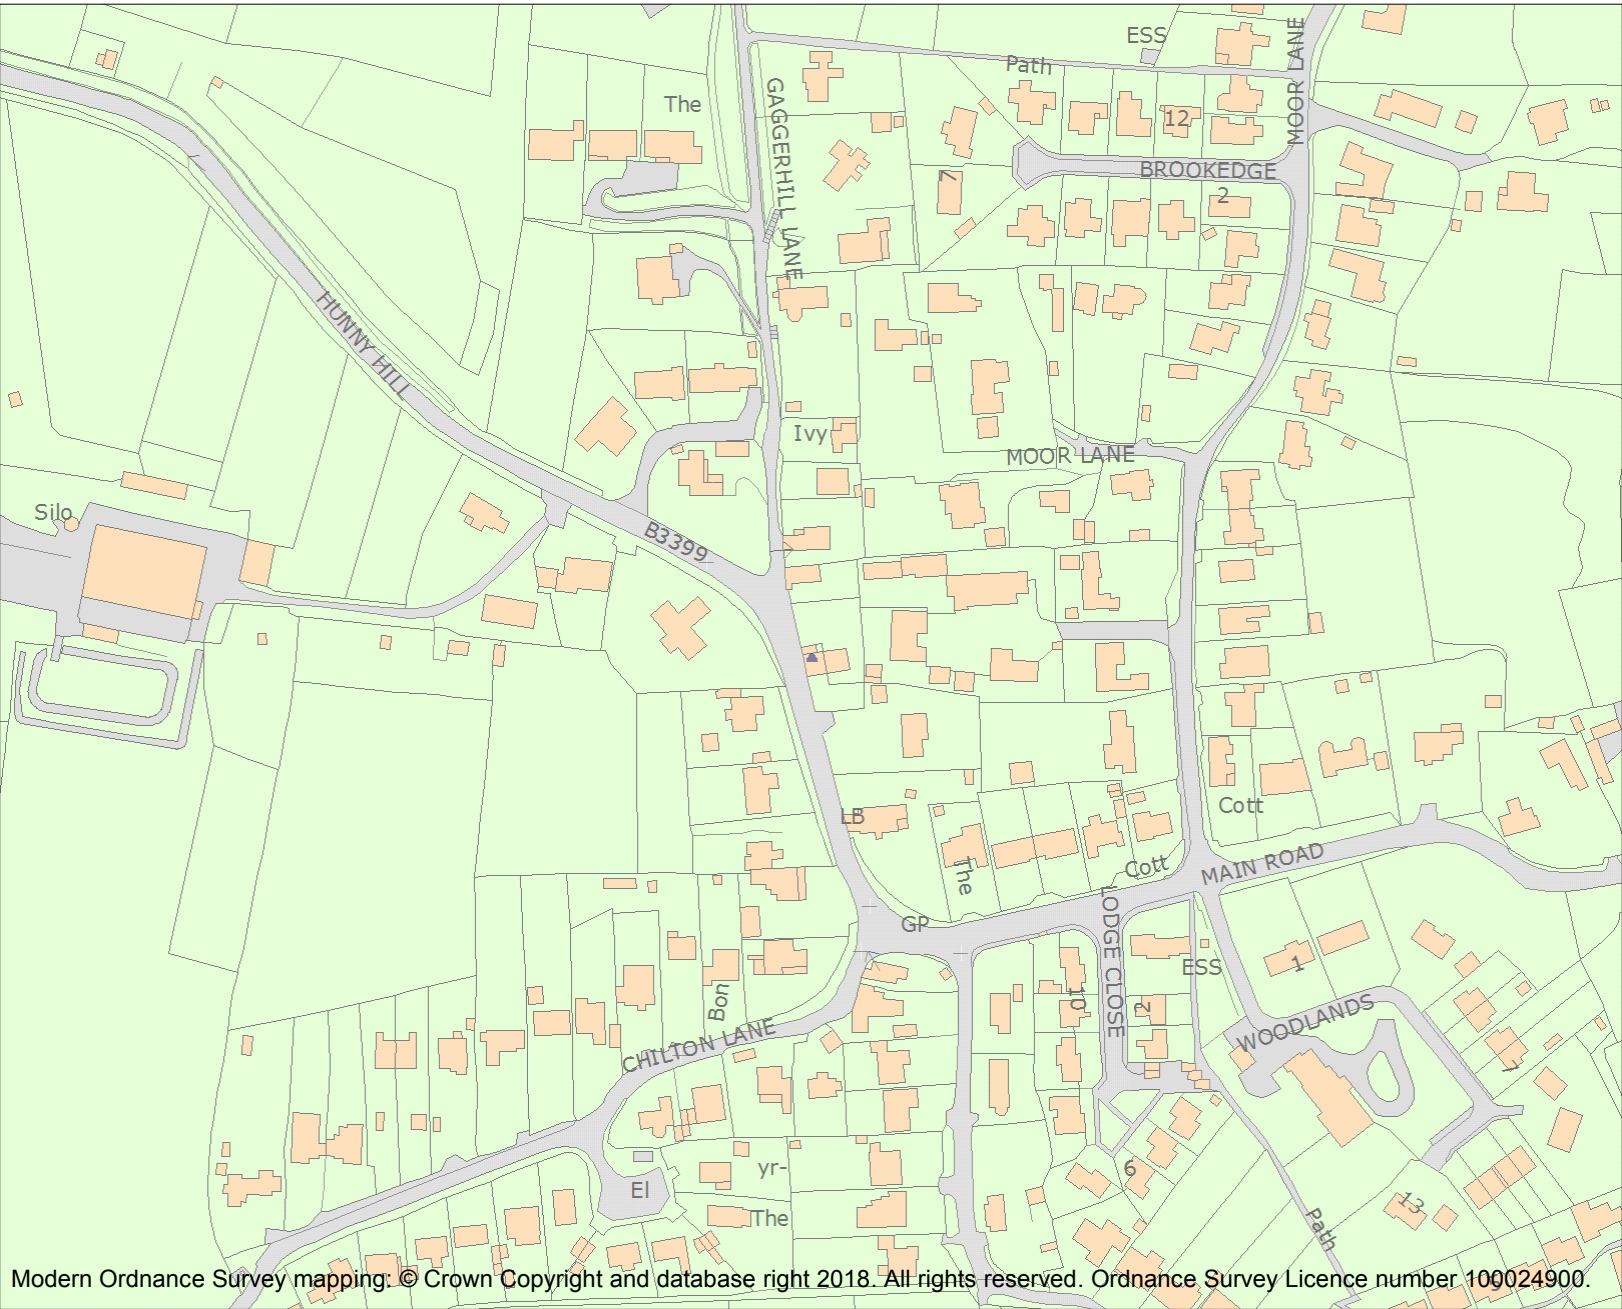 ESS
MOOR LANE
Path
The
GAGGERHILL LANE
12
BROOKEDGE
7
2
HUNNY HILL
Ivy
MOOR LANE
Silo
B3399
LB
Cott
The
Cott
MAIN ROAD
GP
LODGE CLOSE
ESS
1
Bon
10
2
WOODLANDS
CHILTON LANE
7
yr-
6
El
The
13
Path
9
Modern Ordnance Survey mapping: © Crown Copyright and database right 2018. All rights reserved. Ordnance Survey Licence number 100024900.